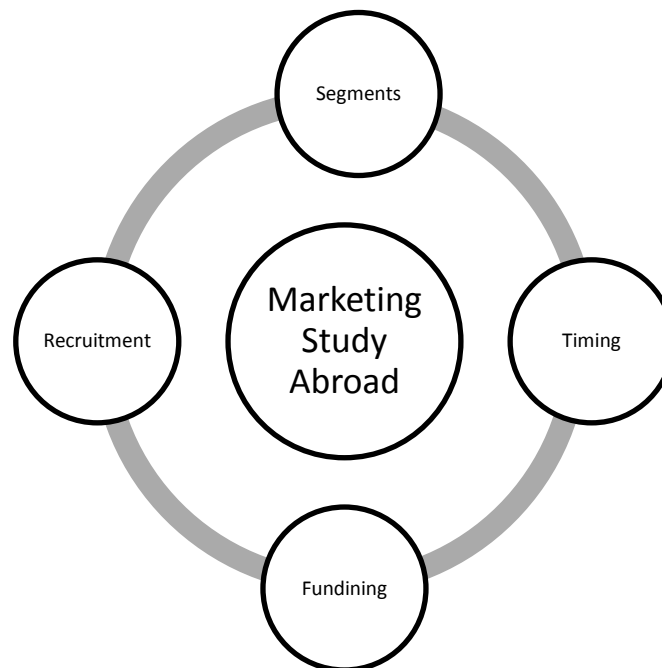 Segments
Recruitment
Marketing
Study
Abroad
Timing
Fundining